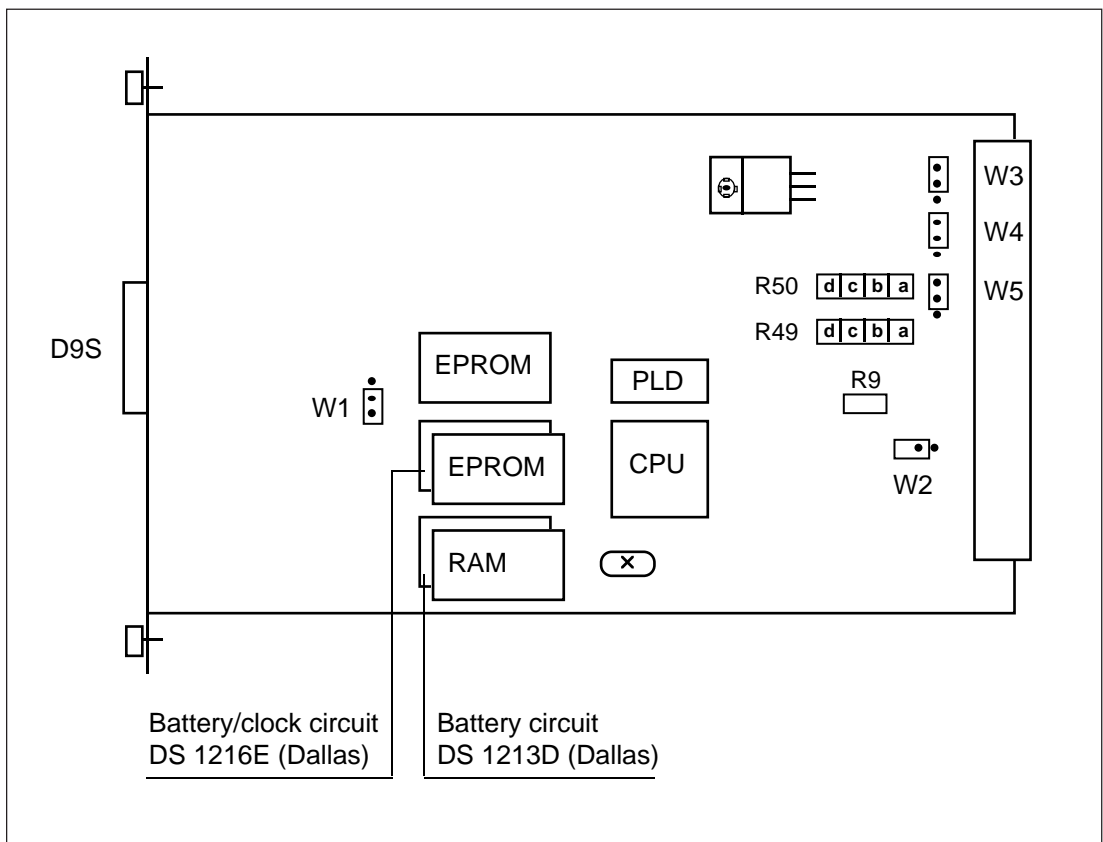 W3
W4
R50 d c b a
W5
R49 d c b a
D9S
EPROM
PLD
R9
W1
EPROM
CPU
W2
RAM
Battery/clock circuit
DS 1216E (Dallas)
Battery circuit
DS 1213D (Dallas)